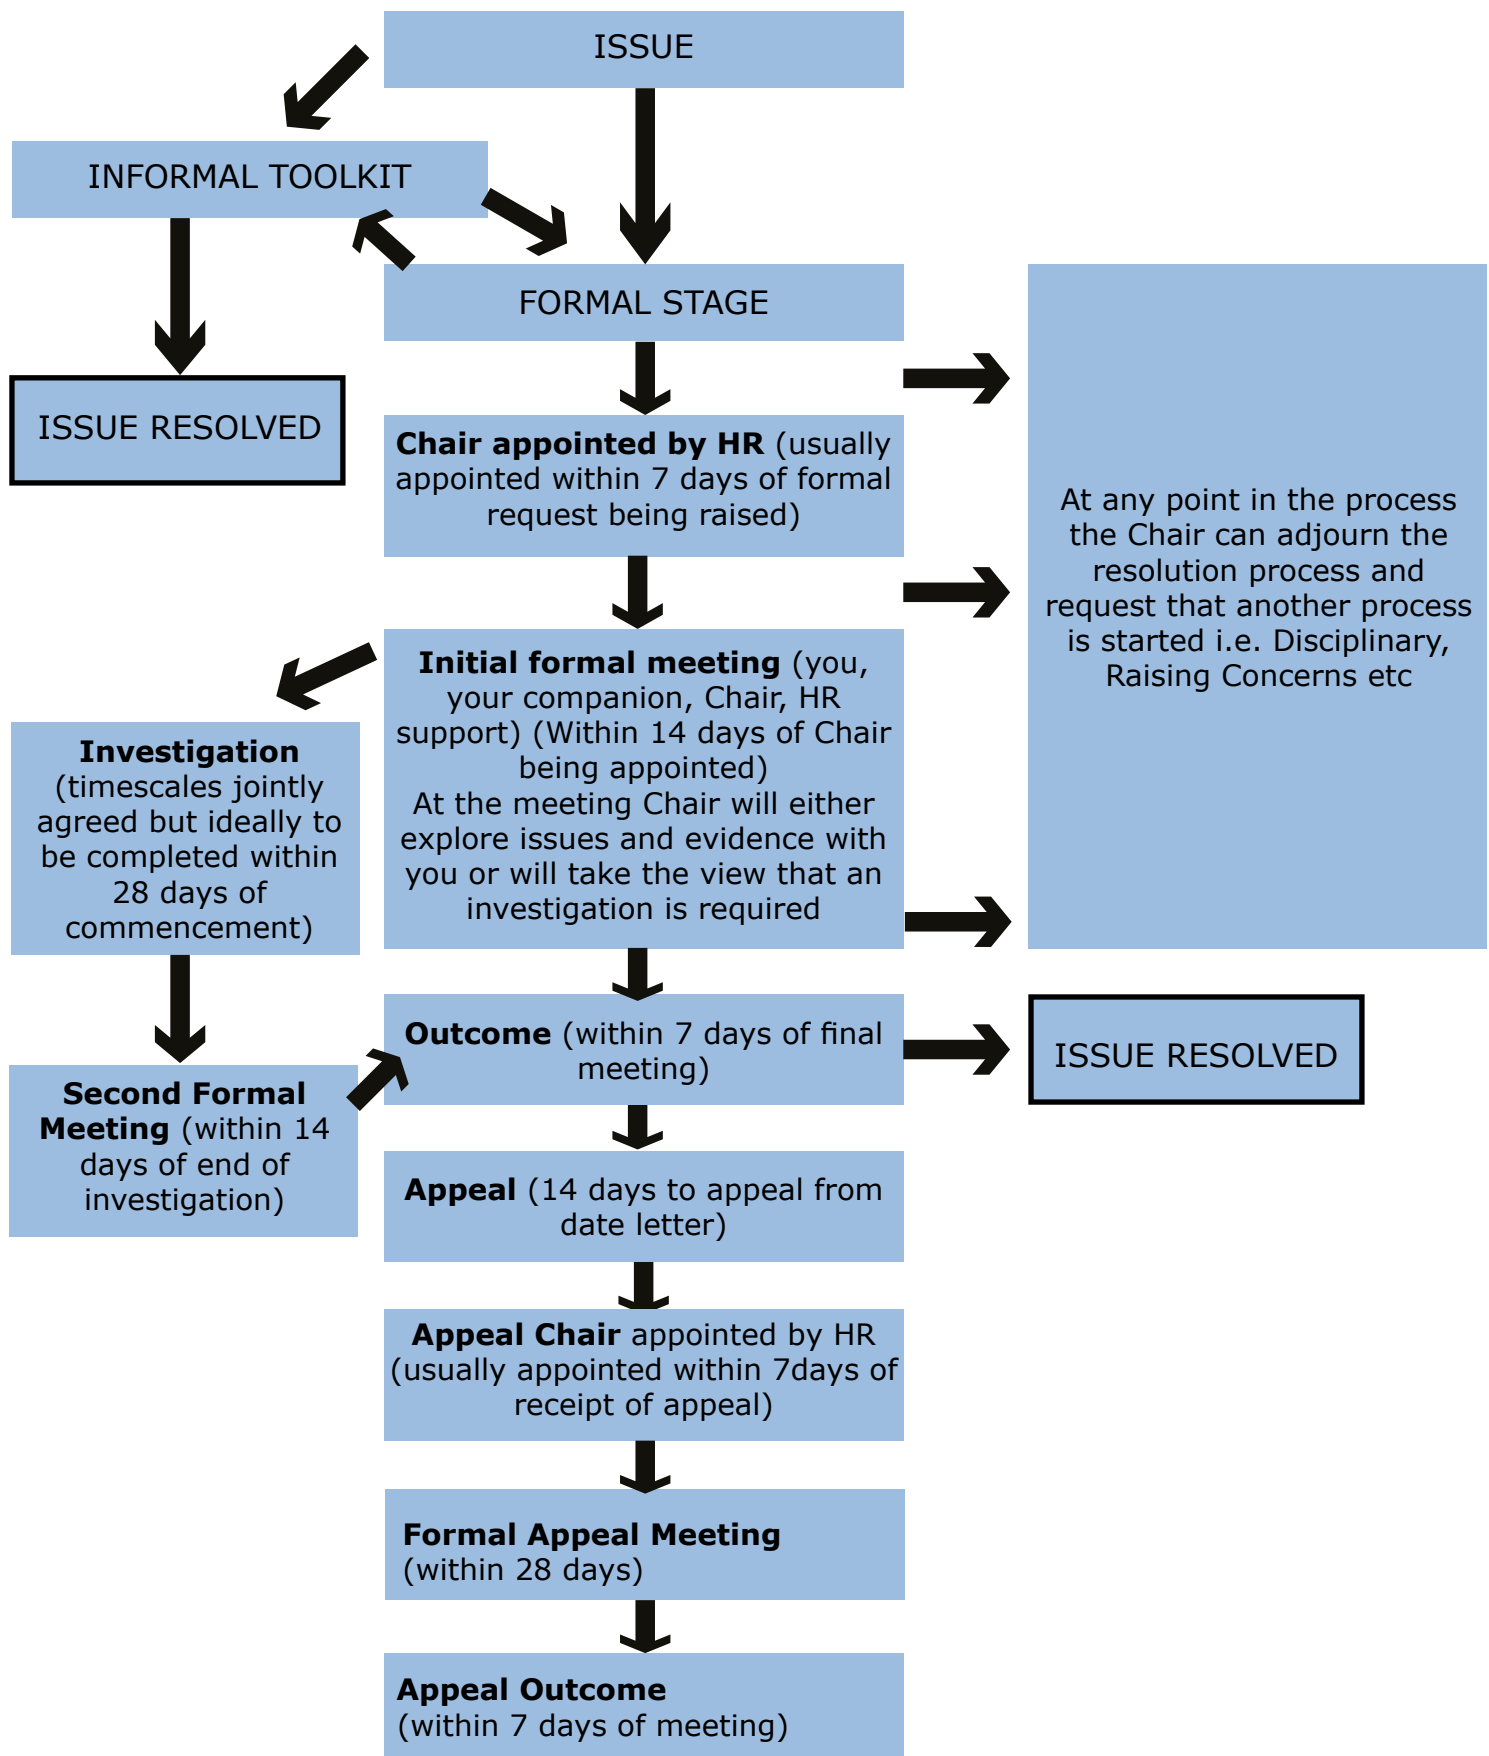 ISSUE
INFORMAL TOOLKIT
FORMAL STAGE
ISSUE RESOLVED
Chair appointed by HR (usually
appointed within 7 days of formal
request being raised)
At any point in the process
the Chair can adjourn the
resolution process and
request that another process
is started i.e. Disciplinary,
Raising Concerns etc
Initial formal meeting (you,
your companion, Chair, HR
support) (Within 14 days of Chair
being appointed)
At the meeting Chair will either
explore issues and evidence with
you or will take the view that an
investigation is required
Investigation
(timescales jointly
agreed but ideally to
be completed within
28 days of
commencement)
Second Formal
Meeting (within 14
days of end of
investigation)
Outcome (within 7 days of final
meeting)
ISSUE RESOLVED
Appeal (14 days to appeal from
date letter)
Appeal Chair appointed by HR
(usually appointed within 7days of
receipt of appeal)
Formal Appeal Meeting
(within 28 days)
Appeal Outcome
(within 7 days of meeting)